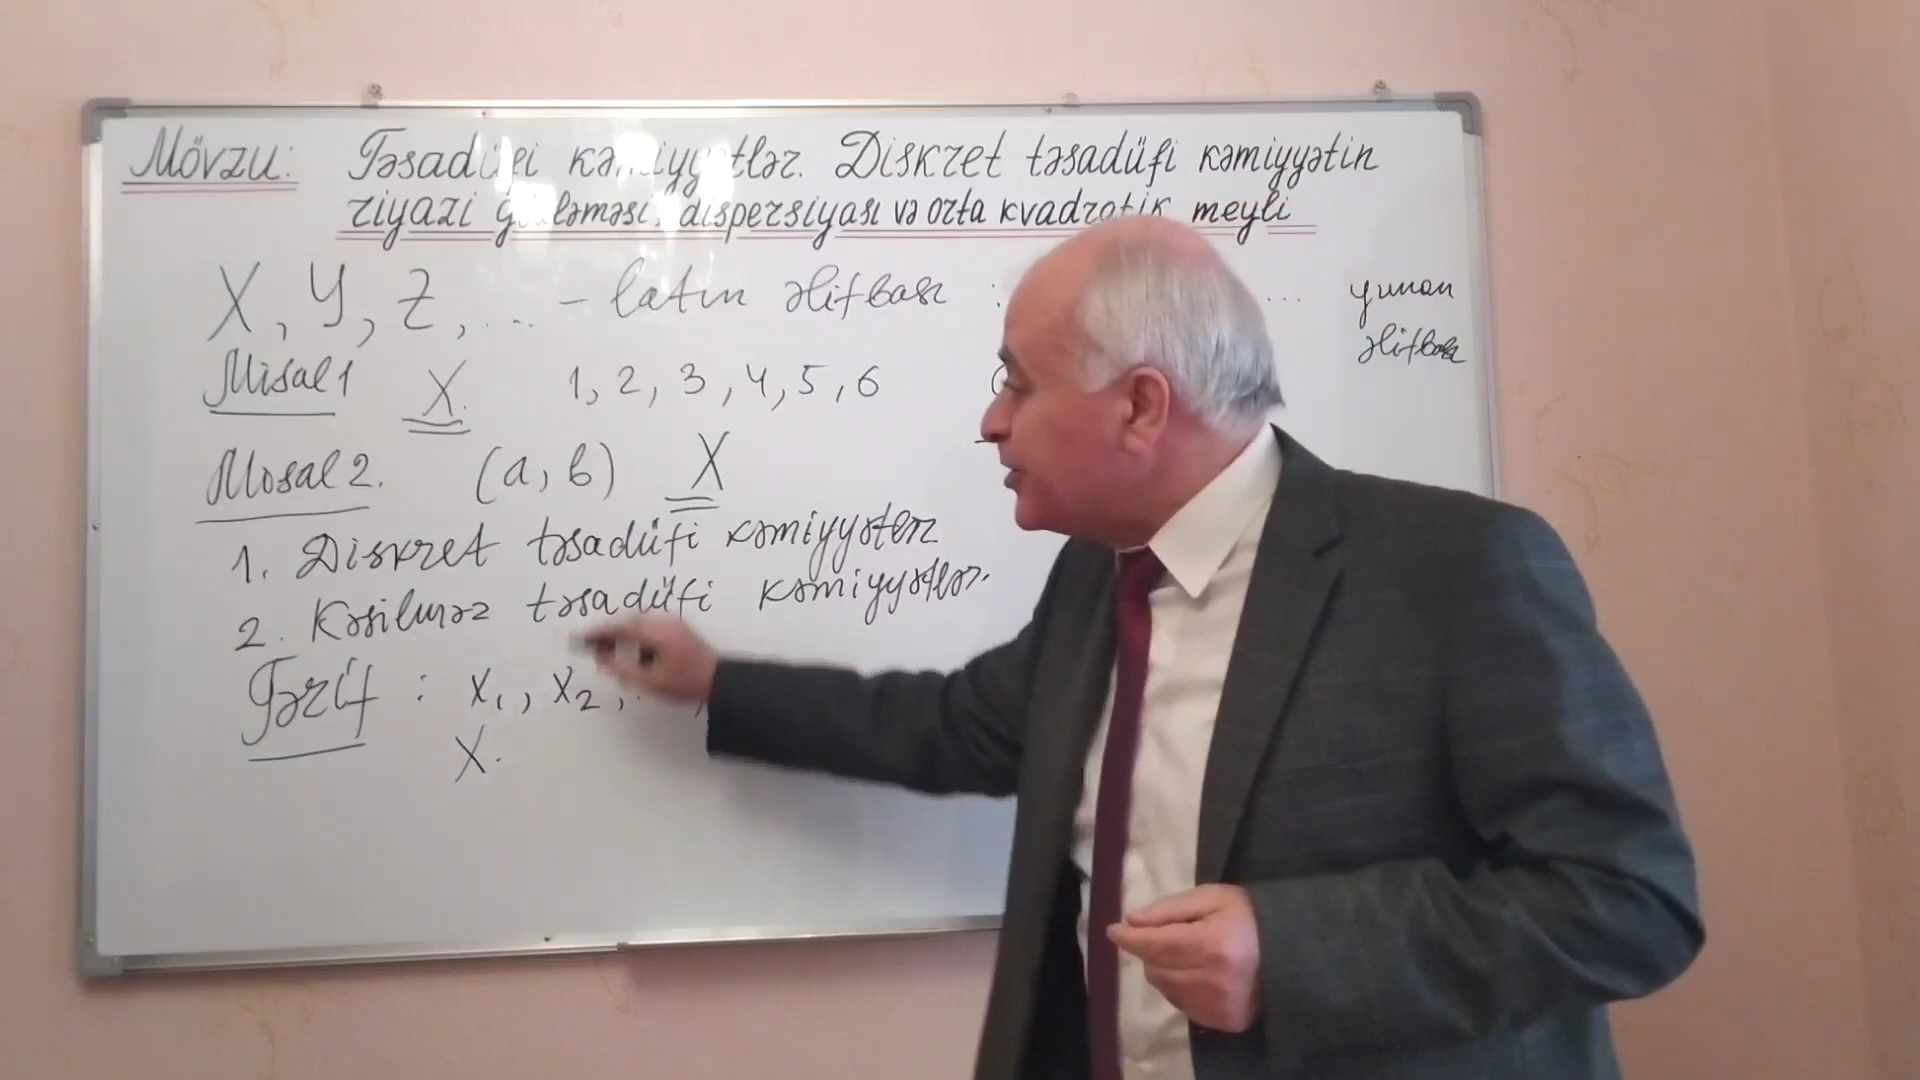 Mövzu: Təsadüfi kəmiyyətlər. Diskret təsadüfi kəmiyyətin
riyazi gözləməsi, dispersiyası və orta kvadratik meyli
X, Y, Z, ... - latın əlifbası : ... yunan
əlifbası
Misal 1 X. 1, 2, 3, 4, 5, 6
Mosal 2. (a, b) X
1. Diskret təsadüfi kəmiyyətlər
2. Kəsilməz təsadüfi kəmiyyətlər.
Tərif : x₁, x₂,
X.